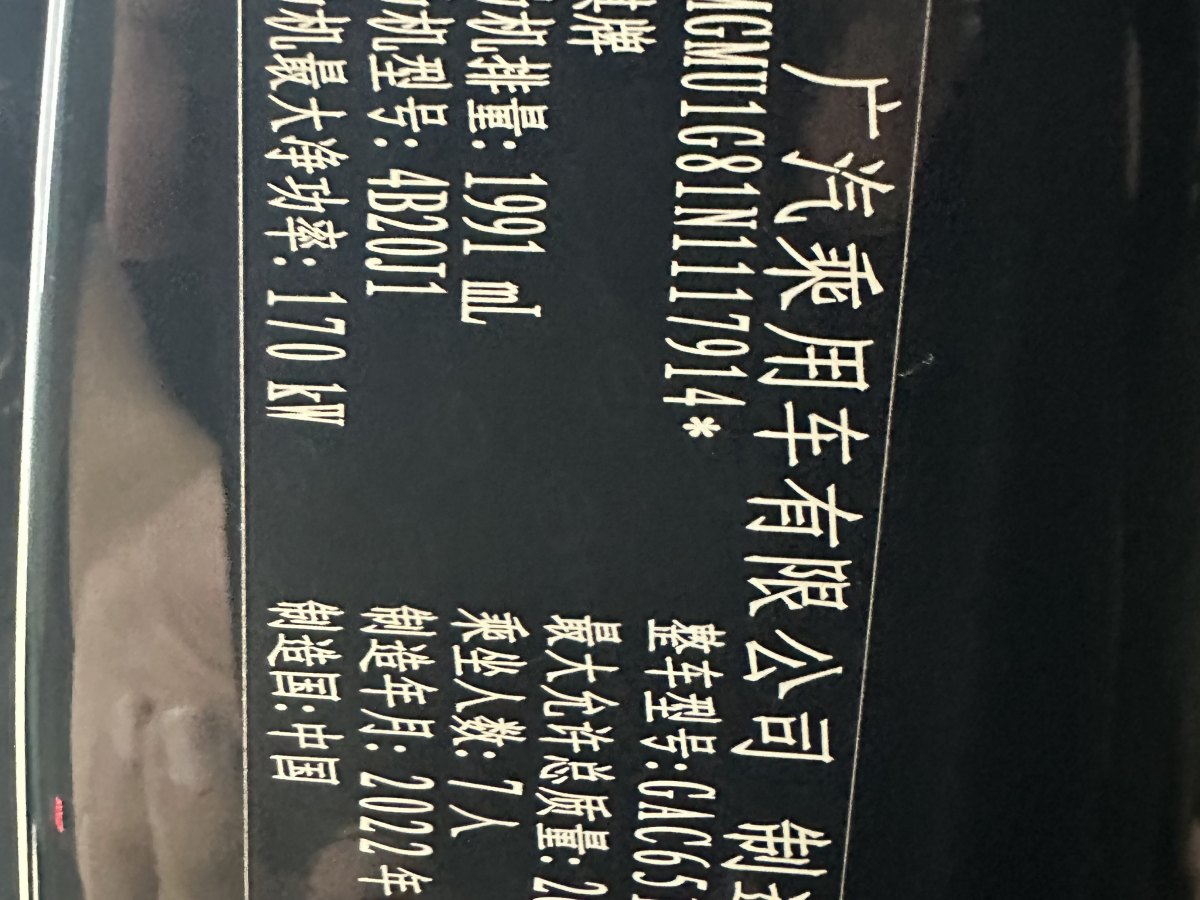 广汽乘用车有限公司 制
MGMU1G81N1117914* 整车型号:GAC65
祺牌 最大允许总质量:2
机排量: 1991 mL 乘坐人数: 7人
机型号: 4B20J1 制造年月: 2022年
机最大净功率: 170 kW 制造国:中国